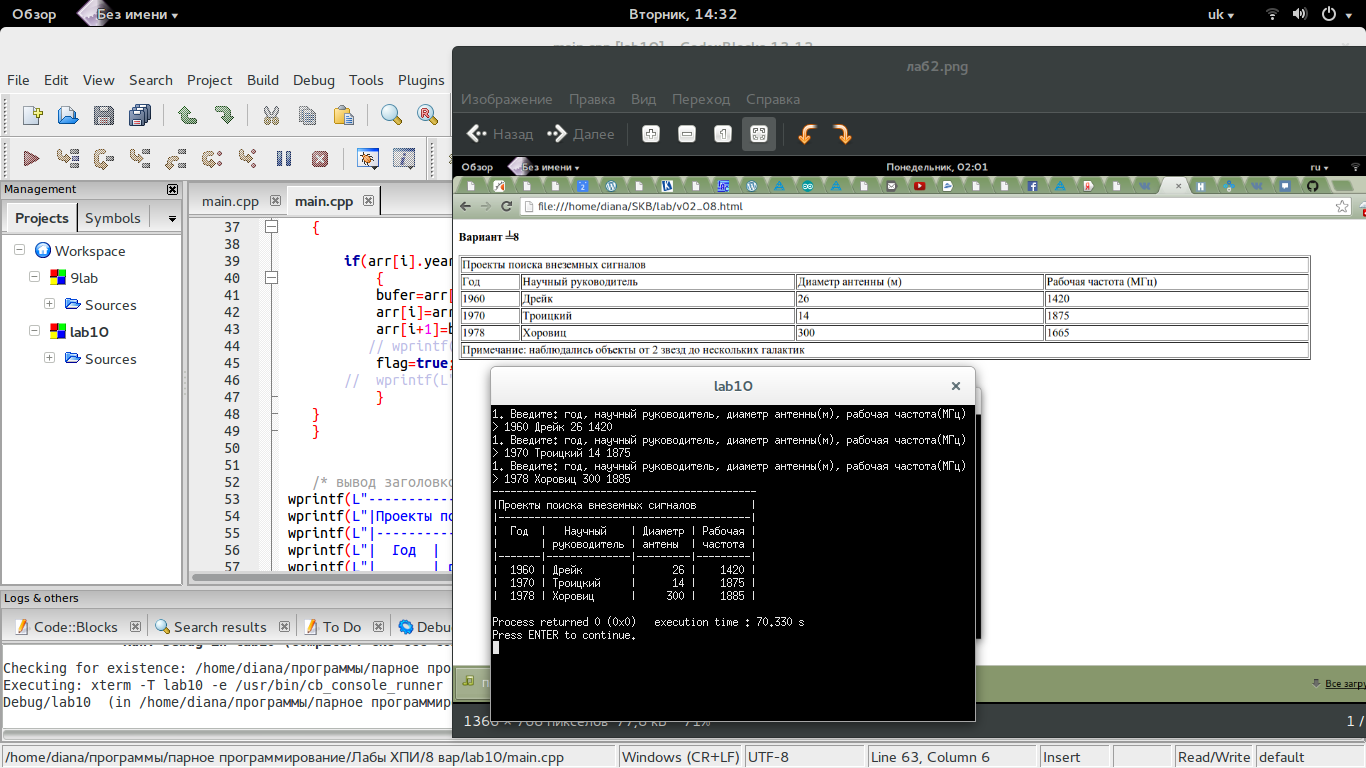 Обзор Без имени Вторник, 14:32 uk
main.cpp [lab10] - Code::Blocks 13.12
File Edit View Search Project Build Debug Tools Plugins
Management
Projects Symbols
Workspace
9lab
Sources
lab10
Sources
main.cpp main.cpp
37 {
38
39 if(arr[i].year
40 {
41 bufer=arr[
42 arr[i]=arr
43 arr[i+1]=b
44 // wprintf(
45 flag=true;
46 // wprintf(L"
47 }
48 }
49 }
50
51
52 /* вывод заголовко
53 wprintf(L"-----------
54 wprintf(L"|Проекты по
55 wprintf(L"|----------
56 wprintf(L"| Год |
57 wprintf(L"| | р
Logs & others
Code::Blocks Search results To Do Debu
Checking for existence: /home/diana/программы/парное про
Executing: xterm -T lab10 -e /usr/bin/cb_console_runner
Debug/lab10 (in /home/diana/программы/парное программир
/home/diana/программы/парное программирование/Лабы ХПИ/8 вар/lab10/main.cpp Windows (CR+LF) UTF-8 Line 63, Column 6 Insert Read/Write default
лаб2.png
Изображение Правка Вид Переход Справка
Назад Далее
Обзор Без имени Понедельник, 02:01 ru
file:///home/diana/SKB/lab/v02_08.html
Вариант ╧8
Проекты поиска внеземных сигналов
Год Научный руководитель Диаметр антенны (м) Рабочая частота (МГц)
1960 Дрейк 26 1420
1970 Троицкий 14 1875
1978 Хоровиц 300 1665
Примечание: наблюдались объекты от 2 звезд до нескольких галактик
Все загру
71%
1 /
lab10
1. Введите: год, научный руководитель, диаметр антенны(м), рабочая частота(МГц)
> 1960 Дрейк 26 1420
1. Введите: год, научный руководитель, диаметр антенны(м), рабочая частота(МГц)
> 1970 Троицкий 14 1875
1. Введите: год, научный руководитель, диаметр антенны(м), рабочая частота(МГц)
> 1978 Хоровиц 300 1885
-------------------------------------------
|Проекты поиска внеземных сигналов |
|-----------------------------------------|
| Год | Научный | Диаметр | Рабочая |
| | руководитель | антены | частота |
|-------|--------------|---------|---------|
| 1960 | Дрейк | 26 | 1420 |
| 1970 | Троицкий | 14 | 1875 |
| 1978 | Хоровиц | 300 | 1885 |
Process returned 0 (0x0) execution time : 70.330 s
Press ENTER to continue.